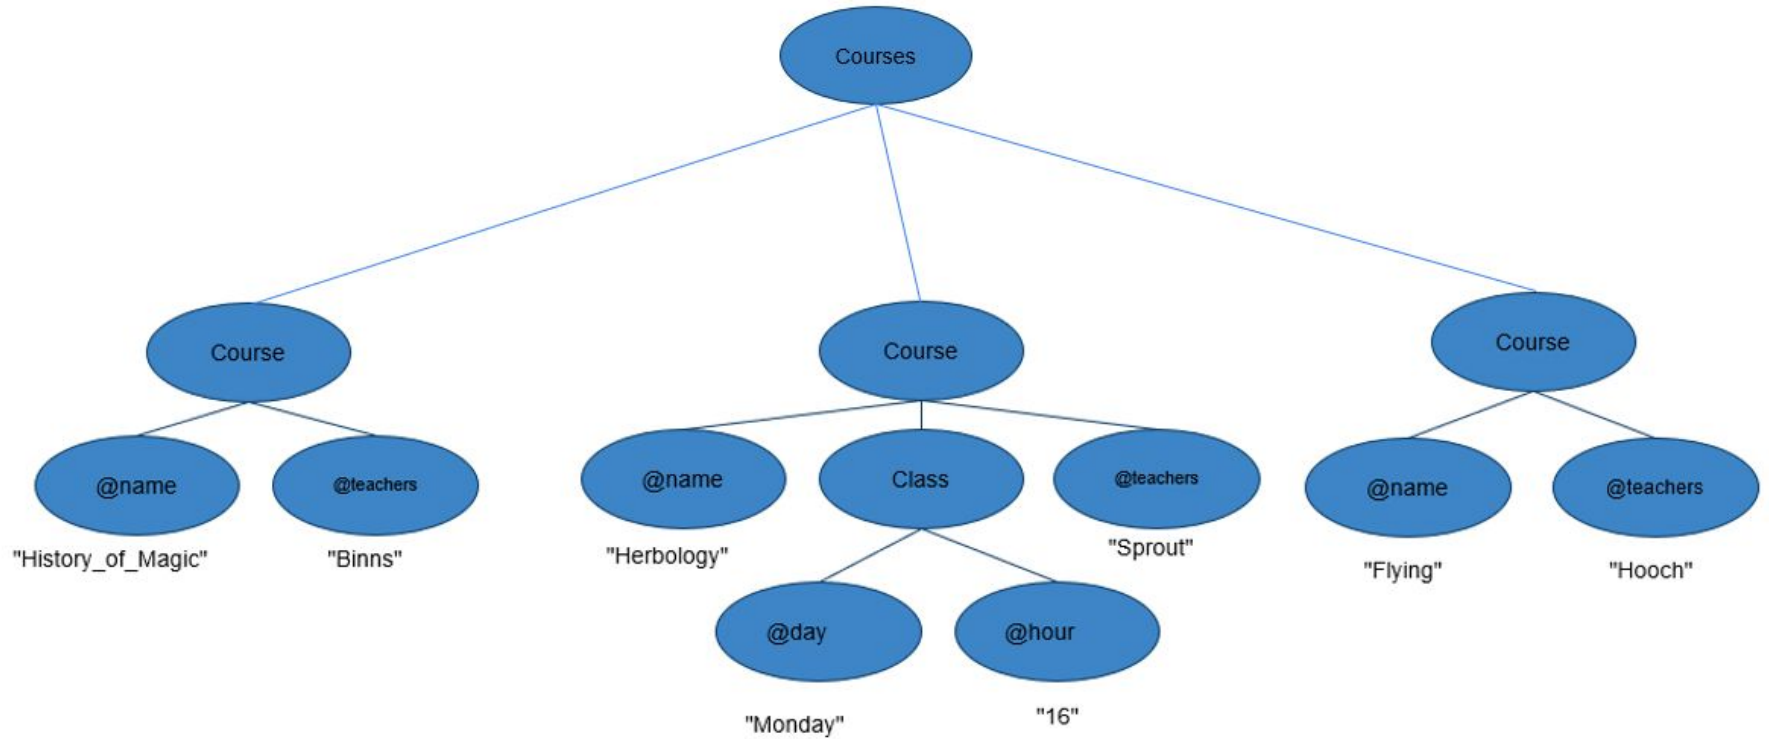 Courses
Course
Course
Course
@name
@teachers
@name
Class
@teachers
@name
@teachers
"History_of_Magic"
"Binns"
"Herbology"
"Sprout"
"Flying"
"Hooch"
@day
@hour
"Monday"
"16"